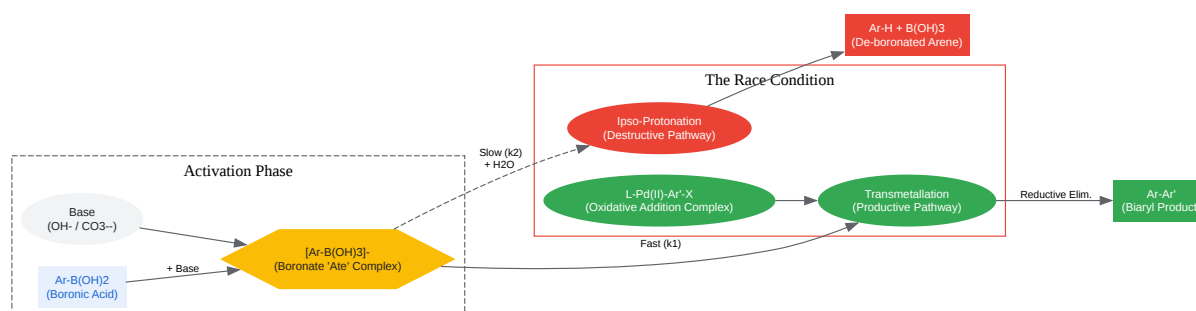 Activation Phase
Base
(OH- / CO3--)
Ar-B(OH)2
(Boronic Acid)
+ Base
[Ar-B(OH)3]-
(Boronate 'Ate' Complex)
Slow (k2)
+ H2O
Fast (k1)
The Race Condition
Ipso-Protonation
(Destructive Pathway)
L-Pd(II)-Ar'-X
(Oxidative Addition Complex)
Transmetallation
(Productive Pathway)
Ar-H + B(OH)3
(De-boronated Arene)
Reductive Elim.
Ar-Ar'
(Biaryl Product